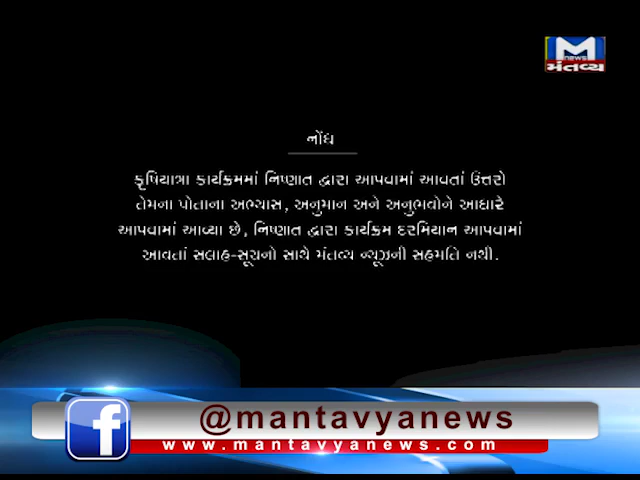 M
news
મંતવ્ય
નોંધ
કૃષિયાત્રા કાર્યક્રમમાં નિષ્ણાત દ્વારા આપવામાં આવતાં ઉત્તરો
તેમના પોતાના અભ્યાસ, અનુમાન અને અનુભવોને આધારે
આપવામાં આવ્યા છે, નિષ્ણાત દ્વારા કાર્યક્રમ દરમિયાન આપવામાં
આવતાં સલાહ-સૂચનો સાથે મંતવ્ય ન્યૂઝની સહમતિ નથી.
f @mantavyanews
www.mantavyanews.com